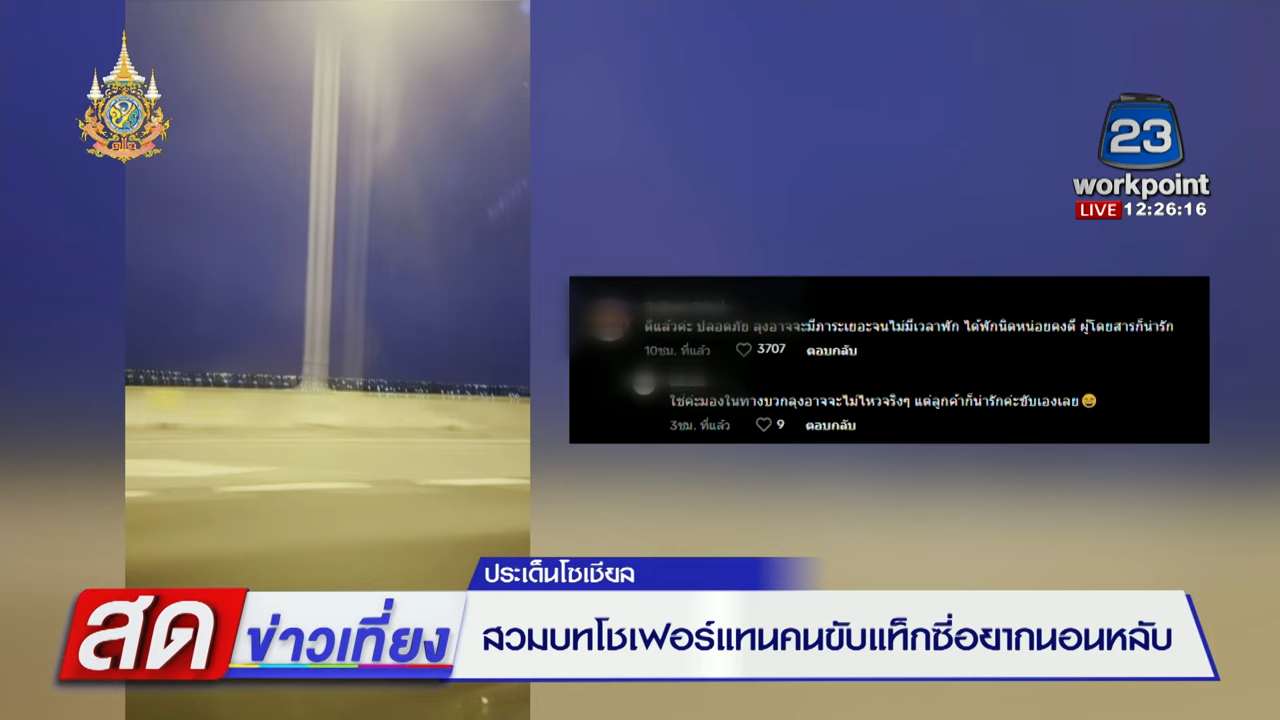 23
workpoint
LIVE 12:26:16
ดีแล้วค่ะ ปลอดภัย ลุงอาจจะมีภาระเยอะจนไม่มีเวลาพัก ได้พักนิดหน่อยคงดี ผู้โดยสารก็น่ารัก
10ชม. ที่แล้ว 3707 ตอบกลับ
ใช่ค่ะมองในทางบวกลุงอาจจะไม่ไหวจริงๆ แต่ลูกค้าก็น่ารักค่ะขับเองเลย😄
3ชม. ที่แล้ว 9 ตอบกลับ
ประเด็นโซเชียล
สด ข่าวเที่ยง
สวมบทโชเฟอร์แทนคนขับแท็กซี่อยากนอนหลับ